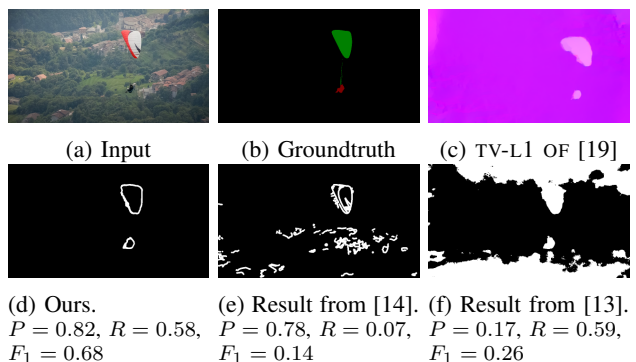 (a) Input
(b) Groundtruth
(c) TV-L1 OF [19]
(d) Ours.
P = 0.82, R = 0.58,
F1 = 0.68
(e) Result from [14].
P = 0.78, R = 0.07,
F1 = 0.14
(f) Result from [13].
P = 0.17, R = 0.59,
F1 = 0.26